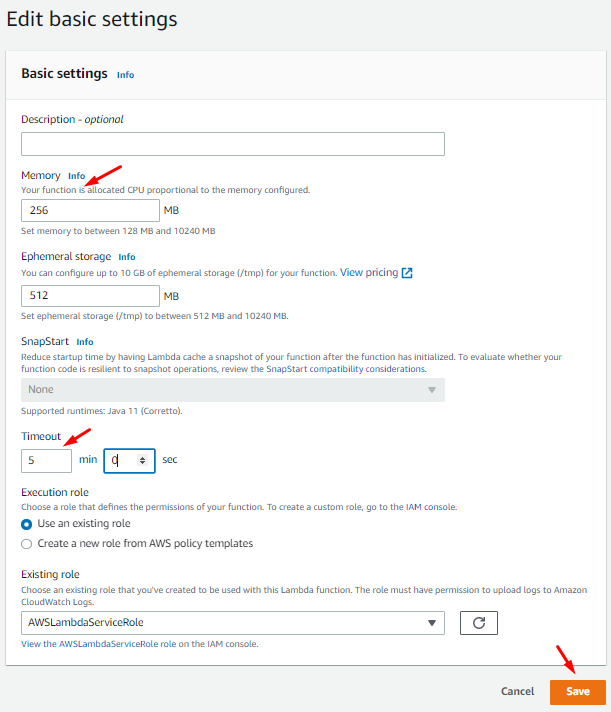 Edit basic settings
Basic settings Info
Description - optional
Memory Info
Your function is allocated CPU proportional to the memory configured.
256 MB
Set memory to between 128 MB and 10240 MB
Ephemeral storage Info
You can configure up to 10 GB of ephemeral storage (/tmp) for your function. View pricing
512 MB
Set ephemeral storage (/tmp) to between 512 MB and 10240 MB.
SnapStart Info
Reduce startup time by having Lambda cache a snapshot of your function after the function has initialized. To evaluate whether your
function code is resilient to snapshot operations, review the SnapStart compatibility considerations.
None
Supported runtimes: Java 11 (Corretto).
Timeout
5 min 0 sec
Execution role
Choose a role that defines the permissions of your function. To create a custom role, go to the IAM console.
Use an existing role
Create a new role from AWS policy templates
Existing role
Choose an existing role that you've created to be used with this Lambda function. The role must have permission to upload logs to Amazon
CloudWatch Logs.
AWSLambdaServiceRole
View the AWSLambdaServiceRole role on the IAM console.
Cancel Save